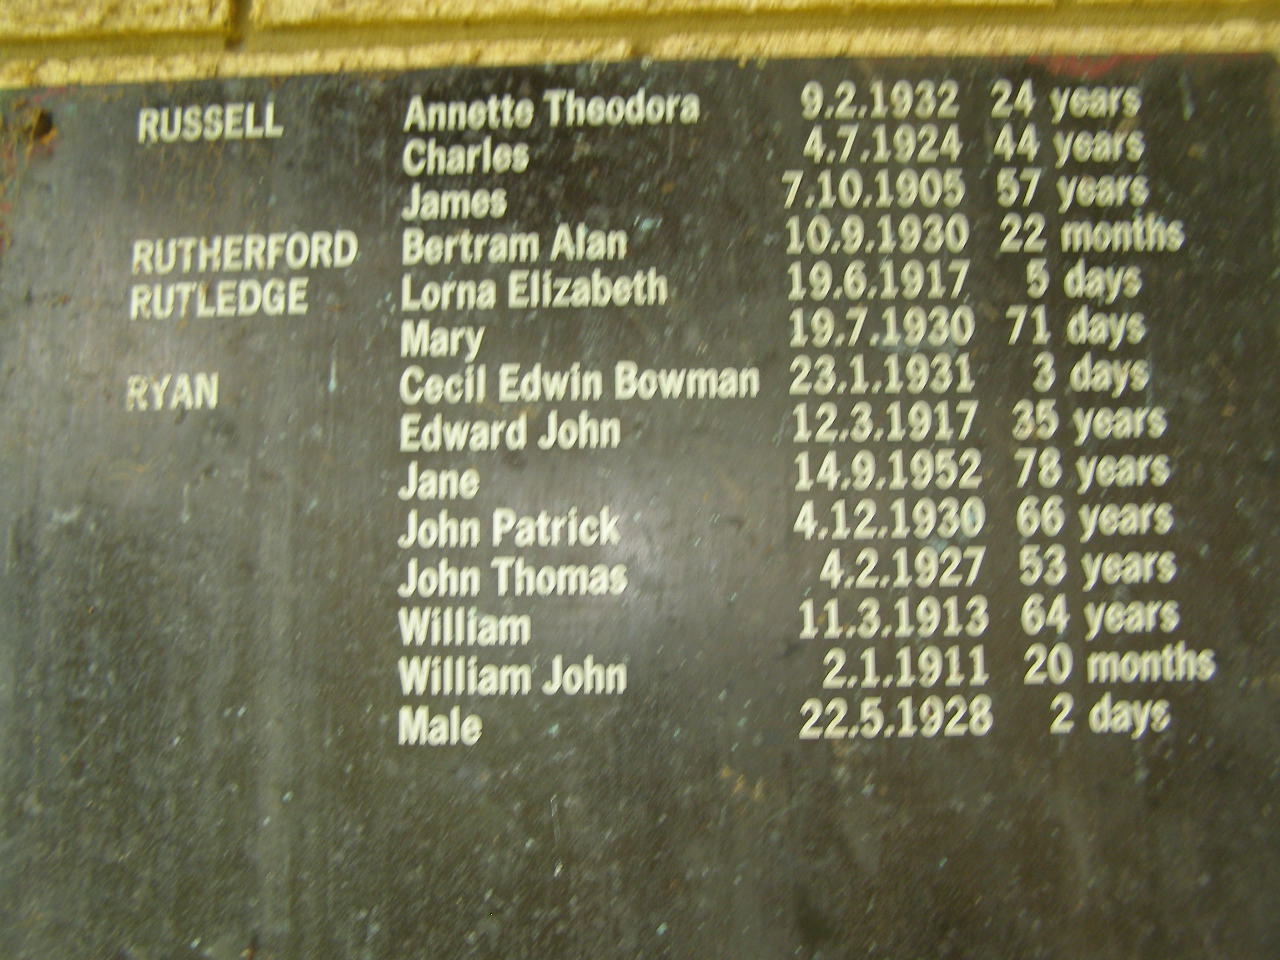 RUSSELL Annette Theodora 9.2.1932 24 years
Charles 4.7.1924 44 years
James 7.10.1905 57 years
RUTHERFORD Bertram Alan 10.9.1930 22 months
RUTLEDGE Lorna Elizabeth 19.6.1917 5 days
Mary 19.7.1930 71 days
RYAN Cecil Edwin Bowman 23.1.1931 3 days
Edward John 12.3.1917 35 years
Jane 14.9.1952 78 years
John Patrick 4.12.1930 66 years
John Thomas 4.2.1927 53 years
William 11.3.1913 64 years
William John 2.1.1911 20 months
Male 22.5.1928 2 days